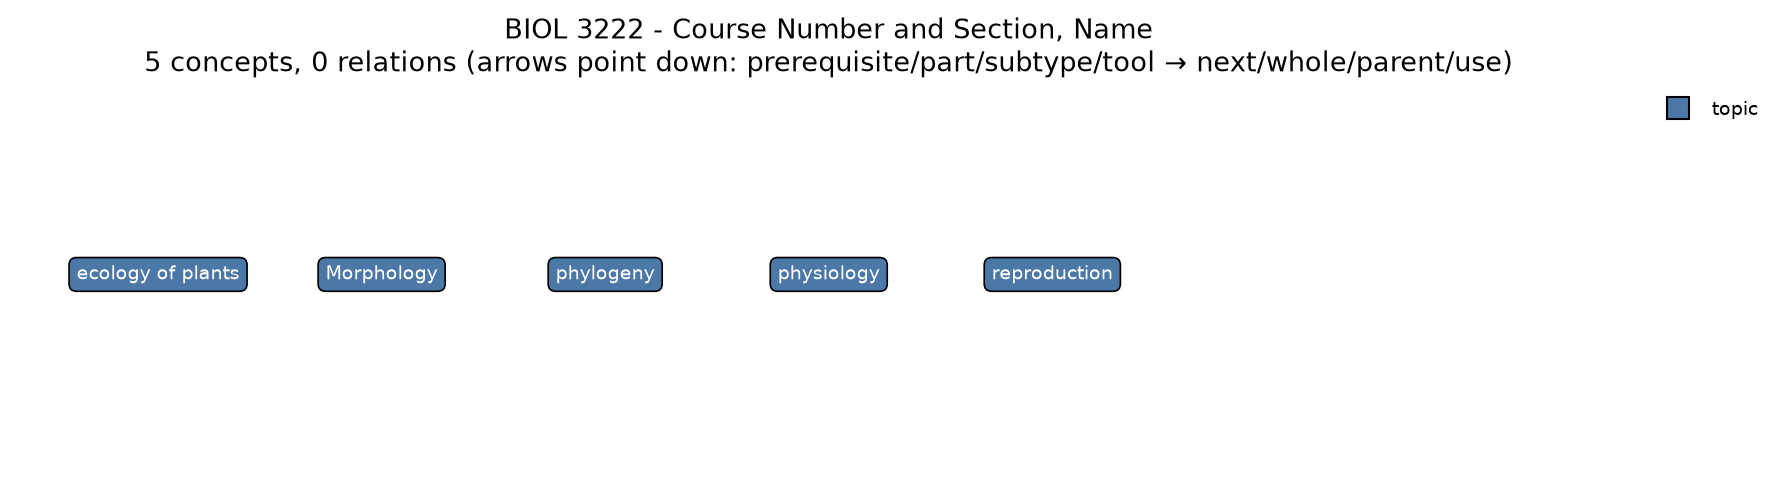 BIOL 3222 - Course Number and Section, Name
5 concepts, 0 relations (arrows point down: prerequisite/part/subtype/tool → next/whole/parent/use)
topic
ecology of plants
Morphology
phylogeny
physiology
reproduction